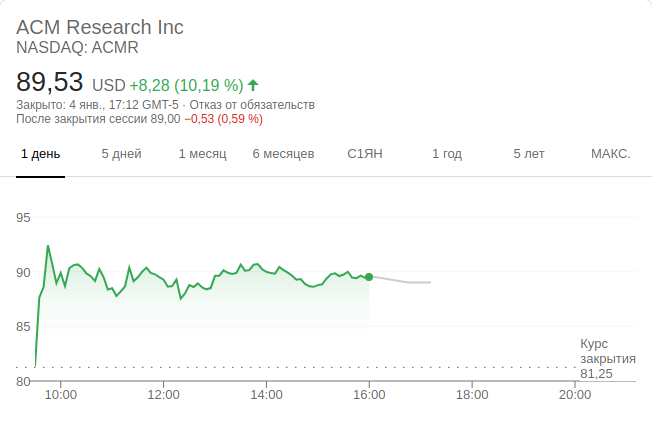 ACM Research Inc
NASDAQ: ACMR
89,53 USD +8,28 (10,19 %)
Закрыто: 4 янв., 17:12 GMT-5 · Отказ от обязательств
После закрытия сессии 89,00 −0,53 (0,59 %)
1 день 5 дней 1 месяц 6 месяцев С1ЯН 1 год 5 лет МАКС.
95
90
85
80
Курс
закрытия
81,25
10:00 12:00 14:00 16:00 18:00 20:00